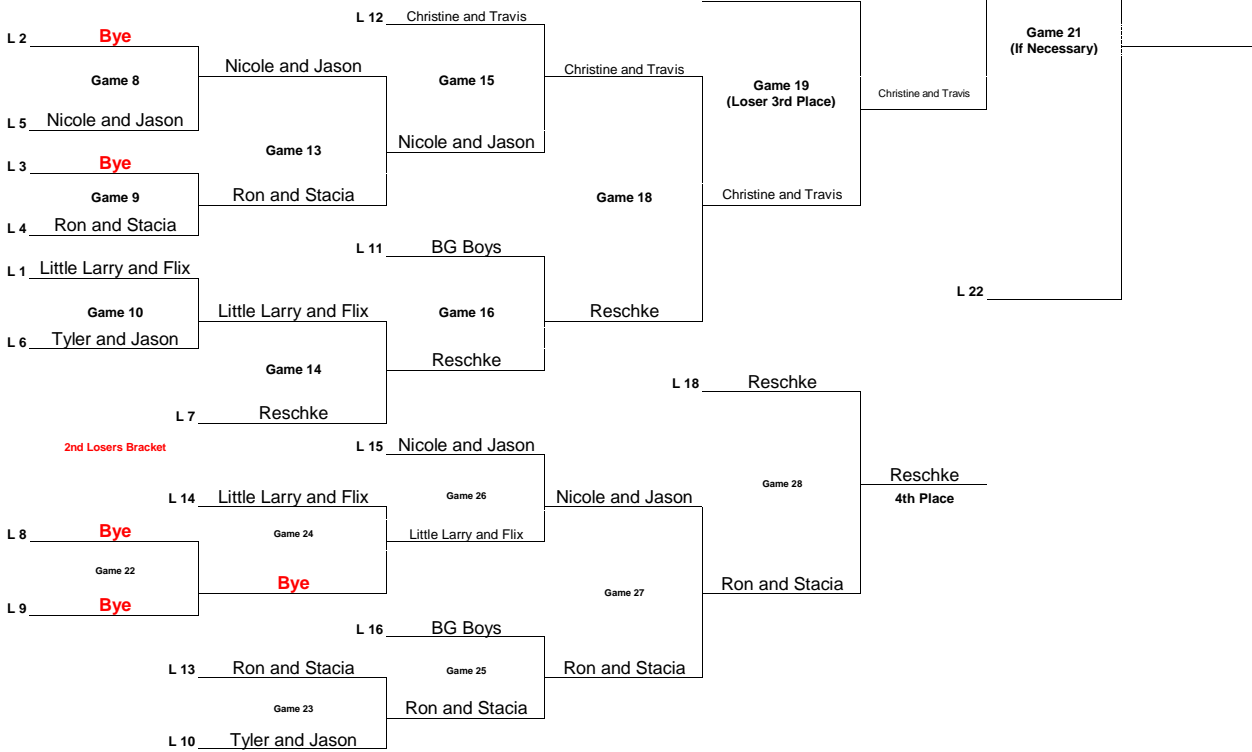 L 12 Christine and Travis
Game 21
(If Necessary)
L 2 Bye
Nicole and Jason
Christine and Travis
Game 8
Game 15
Game 19
(Loser 3rd Place)
Christine and Travis
L 5 Nicole and Jason
Nicole and Jason
Game 13
L 3 Bye
Game 9
Ron and Stacia
Game 18
Christine and Travis
L 4 Ron and Stacia
L 11 BG Boys
L 1 Little Larry and Flix
L 22
Game 10
Little Larry and Flix
Game 16
Reschke
L 6 Tyler and Jason
Reschke
Game 14
L 18 Reschke
L 7 Reschke
2nd Losers Bracket
L 15 Nicole and Jason
Reschke
Game 28
4th Place
L 14 Little Larry and Flix
Game 26
Nicole and Jason
L 8 Bye
Game 24
Little Larry and Flix
Game 22
Bye
Ron and Stacia
Game 27
L 9 Bye
L 16 BG Boys
L 13 Ron and Stacia
Game 25
Ron and Stacia
Game 23
Ron and Stacia
L 10 Tyler and Jason